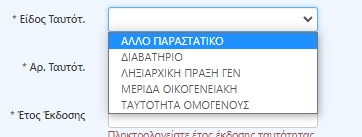 * Είδος Ταυτότ.
ΑΛΛΟ ΠΑΡΑΣΤΑΤΙΚΟ
ΔΙΑΒΑΤΗΡΙΟ
* Αρ. Ταυτότ.
ΛΗΞΙΑΡΧΙΚΗ ΠΡΑΞΗ ΓΕΝ
ΜΕΡΙΔΑ ΟΙΚΟΓΕΝΕΙΑΚΗ
ΤΑΥΤΟΤΗΤΑ ΟΜΟΓΕΝΟΥΣ
* Έτος Έκδοσης
Πληκτρολογείστε έτος έκδοσης ταυτότητας